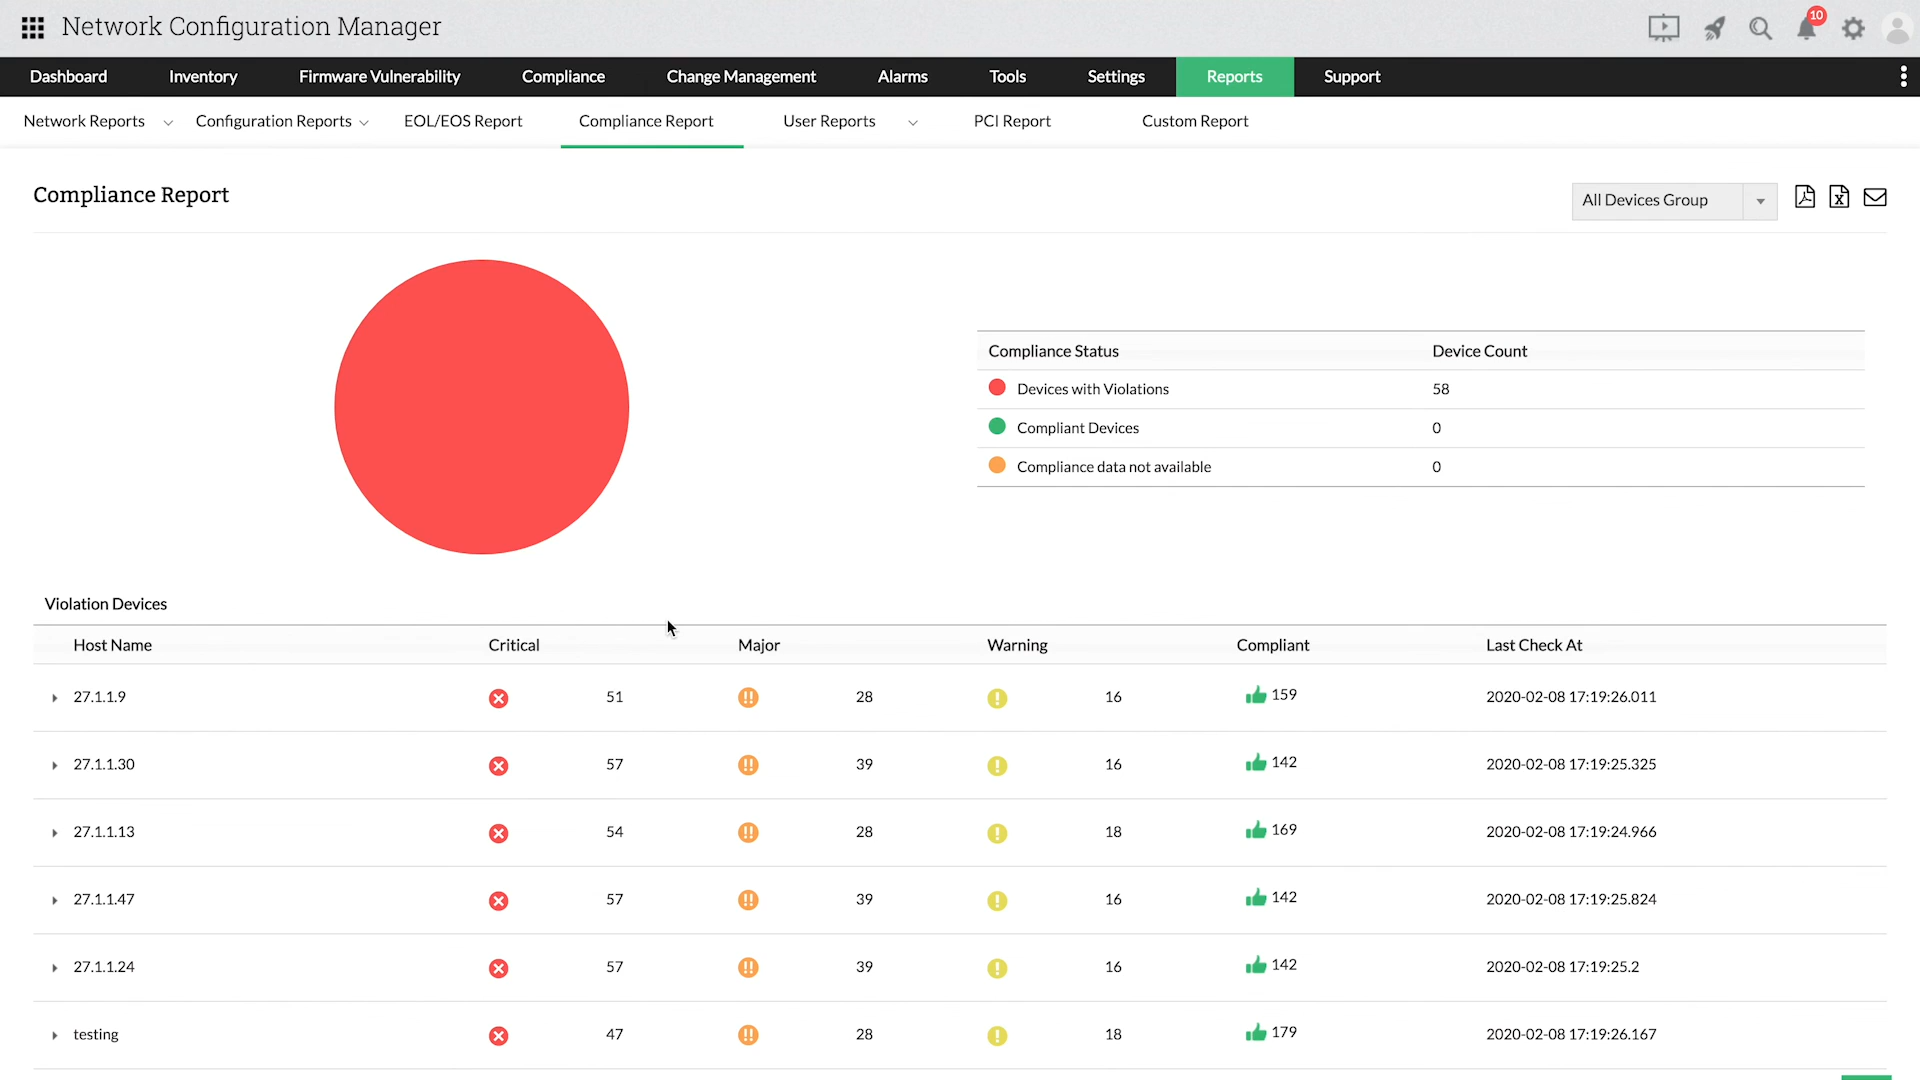 Network Configuration Manager 10
Dashboard Inventory Firmware Vulnerability Compliance Change Management Alarms Tools Settings Reports Support
Network Reports Configuration Reports EOL/EOS Report Compliance Report User Reports PCI Report Custom Report
Compliance Report
All Devices Group
Compliance Status Device Count
Devices with Violations 58
Compliant Devices 0
Compliance data not available 0
Violation Devices
Host Name Critical Major Warning Compliant Last Check At
27.1.1.9 51 28 16 159 2020-02-08 17:19:26.011
27.1.1.30 57 39 16 142 2020-02-08 17:19:25.325
27.1.1.13 54 28 18 169 2020-02-08 17:19:24.966
27.1.1.47 57 39 16 142 2020-02-08 17:19:25.824
27.1.1.24 57 39 16 142 2020-02-08 17:19:25.2
testing 47 28 18 179 2020-02-08 17:19:26.167